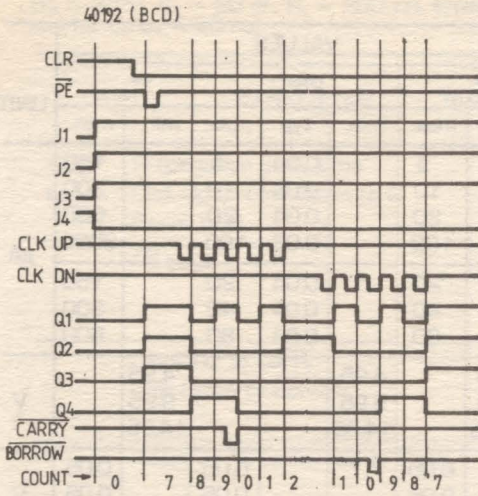 40192 (BCD)
CLR
PE
J1
J2
J3
J4
CLK UP
CLK DN
Q1
Q2
Q3
Q4
CARRY
BORROW
COUNT → 0 7 8 9 0 1 2 1 0 9 8 7